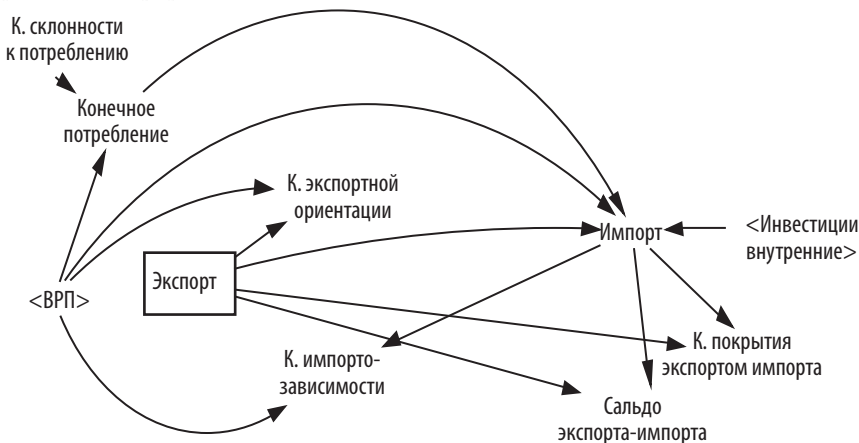 К. склонности
к потреблению
Конечное
потребление
К. экспортной
ориентации
Импорт
<Инвестиции
внутренние>
Экспорт
<ВРП>
К. импорто-
зависимости
К. покрытия
экспортом импорта
Сальдо
экспорта-импорта